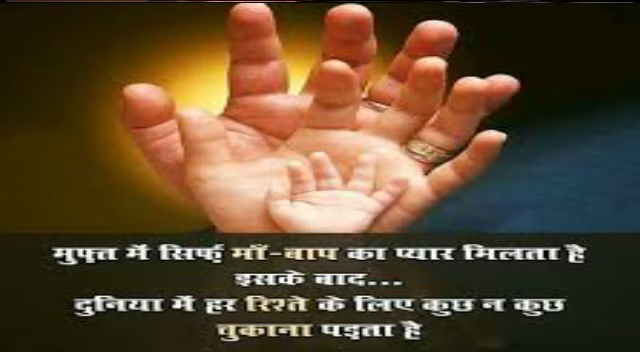 मुफ्त में सिर्फ माँ-बाप का प्यार मिलता है
इसके बाद...
दुनिया में हर रिश्ते के लिए कुछ न कुछ
चुकाना पड़ता है